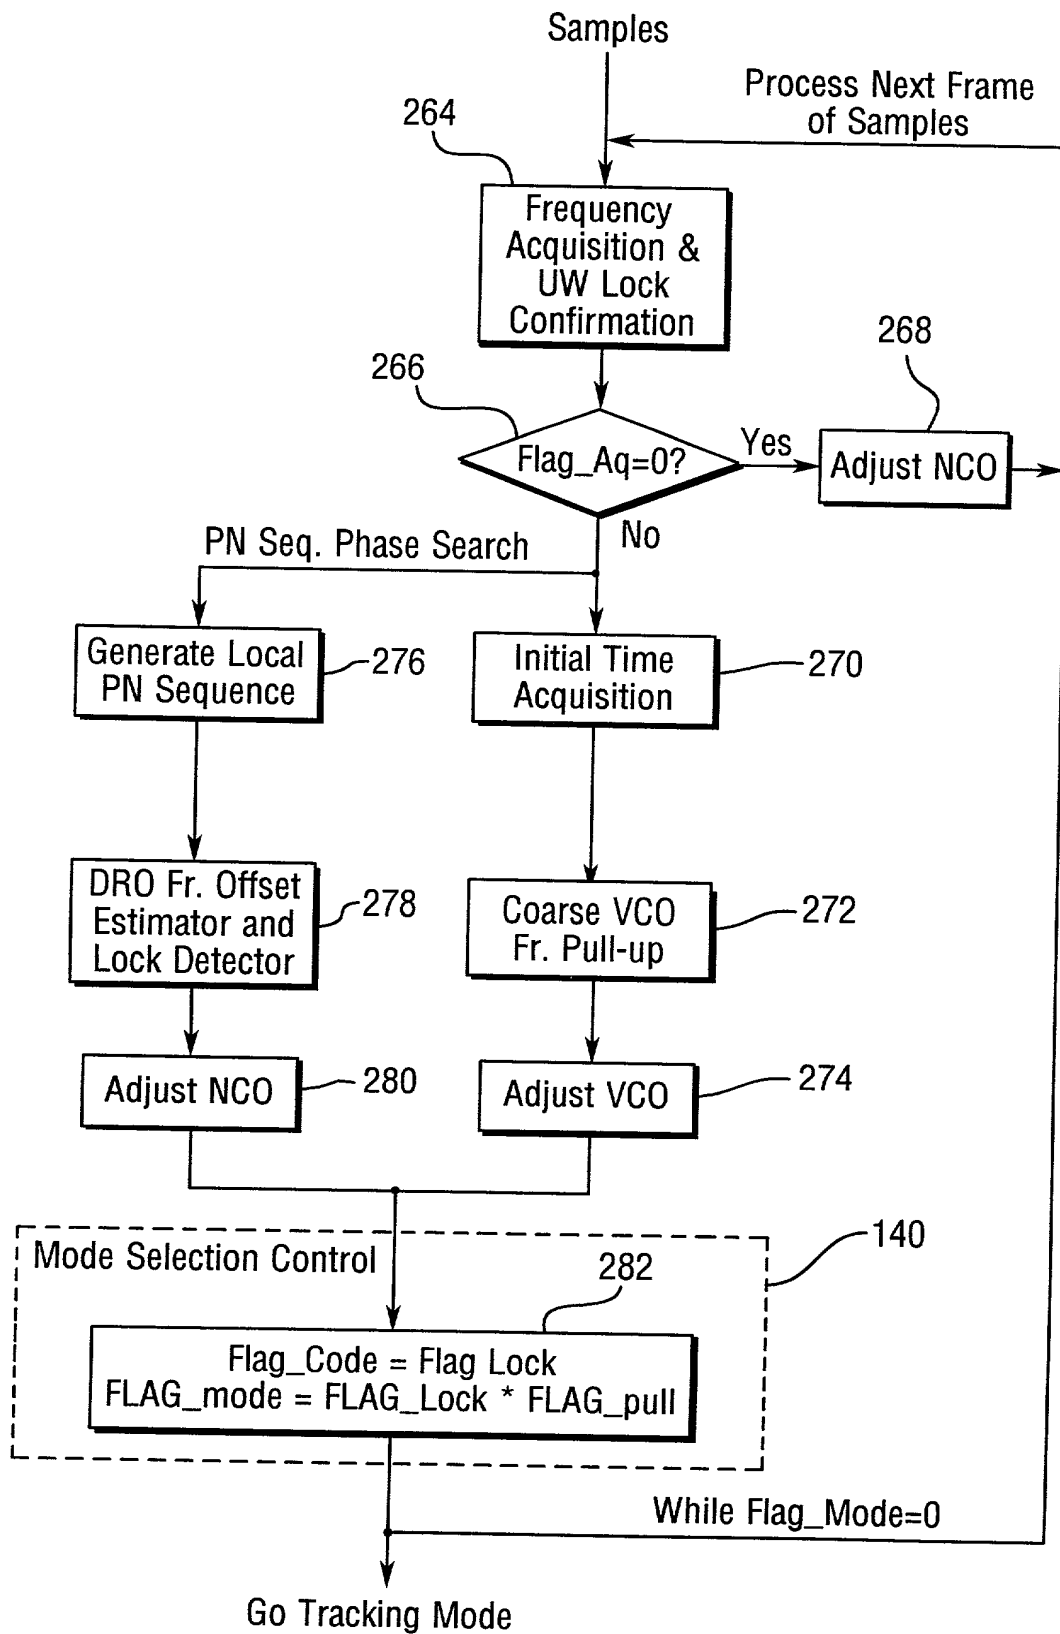 Samples
Process Next Frame
of Samples
264
Frequency
Acquisition &
UW Lock
Confirmation
268
266
Flag_Aq=0?
Yes
Adjust NCO
No
PN Seq. Phase Search
Generate Local
PN Sequence
276
Initial Time
Acquisition
270
DRO Fr. Offset
Estimator and
Lock Detector
278
Coarse VCO
Fr. Pull-up
272
Adjust NCO
280
Adjust VCO
274
140
Mode Selection Control
282
Flag_Code = Flag Lock
FLAG_mode = FLAG_Lock * FLAG_pull
While Flag_Mode=0
Go Tracking Mode